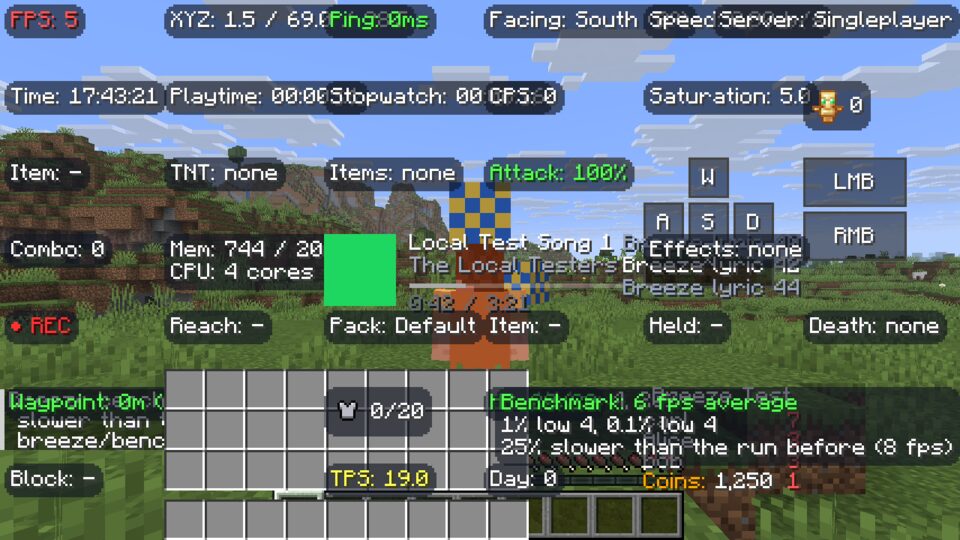 FPS: 5
XYZ: 1.5 / 69.0
Ping: 0ms
Facing: South
Speed
Server: Singleplayer
Time: 17:43:21
Playtime: 00:00
Stopwatch: 00
CPS: 0
Saturation: 5.0
0
Item: -
TNT: none
Items: none
Attack: 100%
W
LMB
A S D
RMB
Combo: 0
Mem: 744 / 20
CPU: 4 cores
Local Test Song 1
The Local Testers
0:42 / 3:21
Effects: none
Breeze lyric 42
Breeze lyric 44
REC
Reach: -
Pack: Default
Item: -
Held: -
Death: none
Waypoint: 0m
slower than
breeze/benc
0/20
Breeze Test
Benchmark: 6 fps average
1% low 4, 0.1% low 4
25% slower than the run before (8 fps)
Block: -
TPS: 19.0
Day: 0
Bob
Coins: 1,250
1